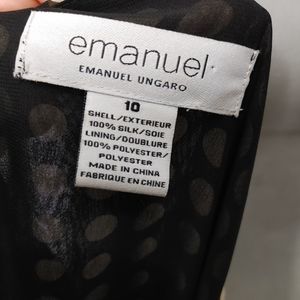 emanuel
EMANUEL UNGARO
10
SHELL/EXTERIEUR
100% SILK/SOIE
LINING/DOUBLURE
100% POLYESTER/
POLYESTER
MADE IN CHINA
FABRIQUE EN CHINE